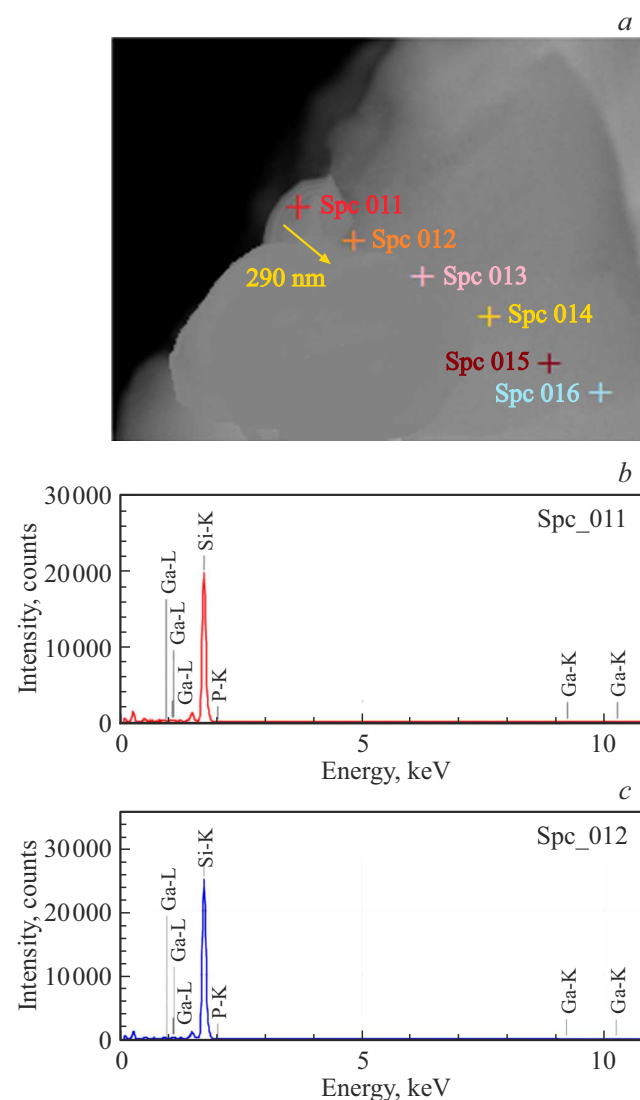 a
Spc 011
Spc 012
290 nm
Spc 013
Spc 014
Spc 015
Spc 016
b
30000
Spc_011
Si-K
Ga-L
20000
Ga-L
10000
Ga-L
P-K
Ga-K
Ga-K
0
0
5
10
Intensity, counts
Energy, keV
c
Spc_012
30000
Si-K
Ga-L
20000
Ga-L
10000
Ga-L
P-K
Ga-K
Ga-K
0
0
5
10
Intensity, counts
Energy, keV